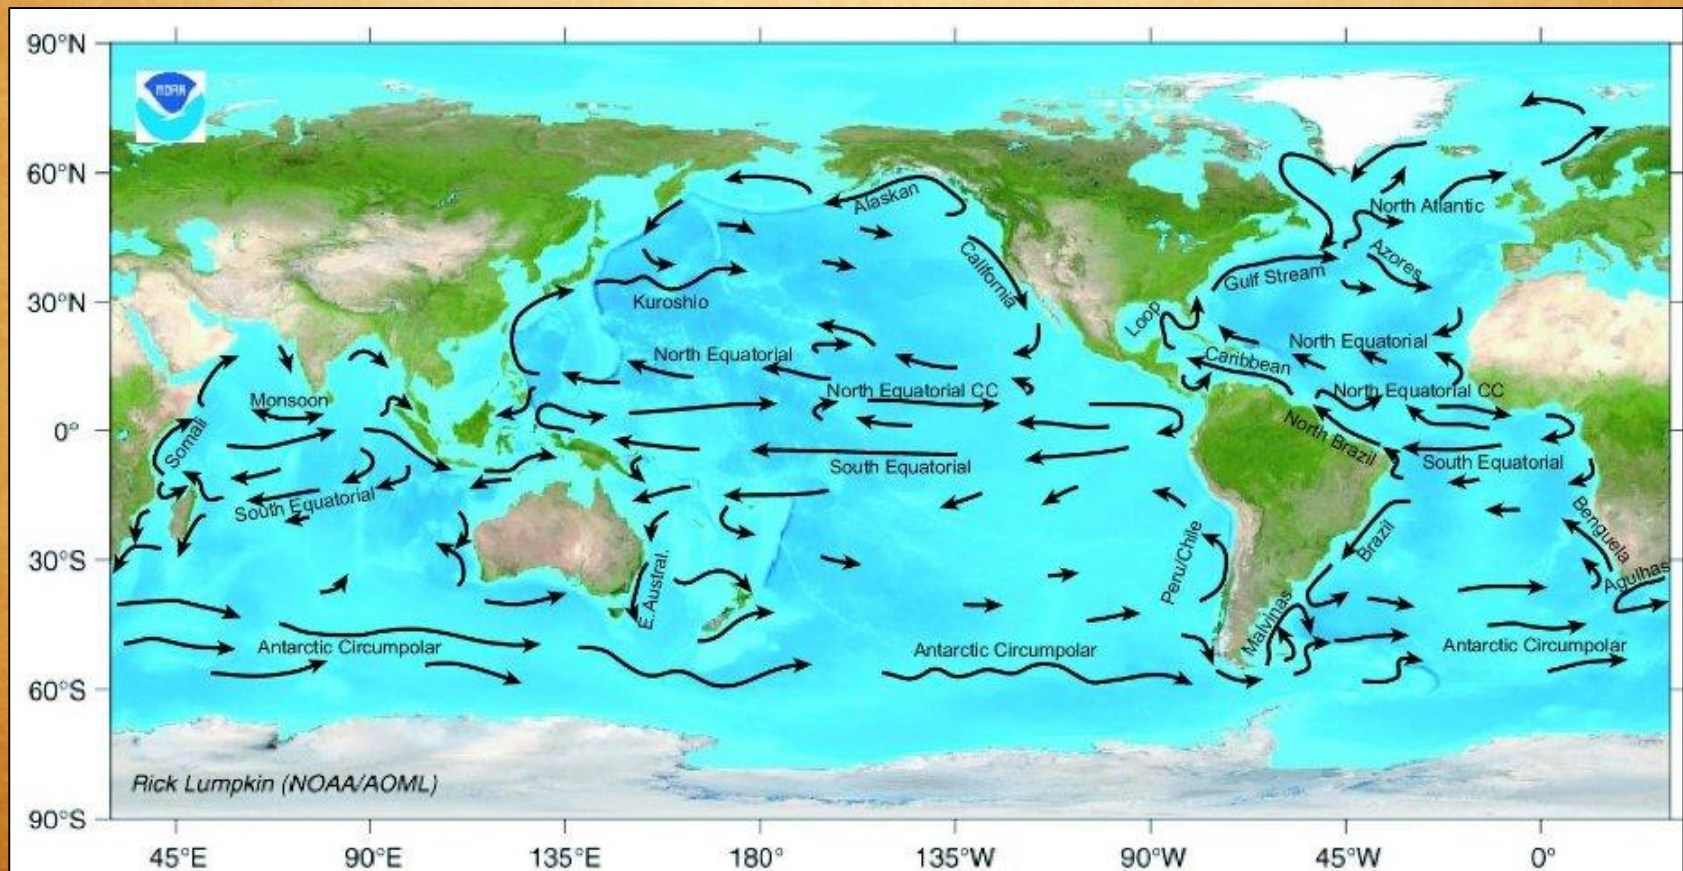 90°N
NOAA
60°N
Alaskan
North Atlantic
Azores
California
Gulf Stream
30°N
Kuroshio
Loop
North Equatorial
North Equatorial
Caribbean
North Equatorial CC
North Equatorial CC
Monsoon
0°
Somali
North Brazil
South Equatorial
South Equatorial
South Equatorial
Benguela
Brazil
30°S
E.Austral.
Peru/Chile
Agulhas
Malvinas
Antarctic Circumpolar
Antarctic Circumpolar
Antarctic Circumpolar
60°S
Rick Lumpkin (NOAA/AOML)
90°S
45°E 90°E 135°E 180° 135°W 90°W 45°W 0°